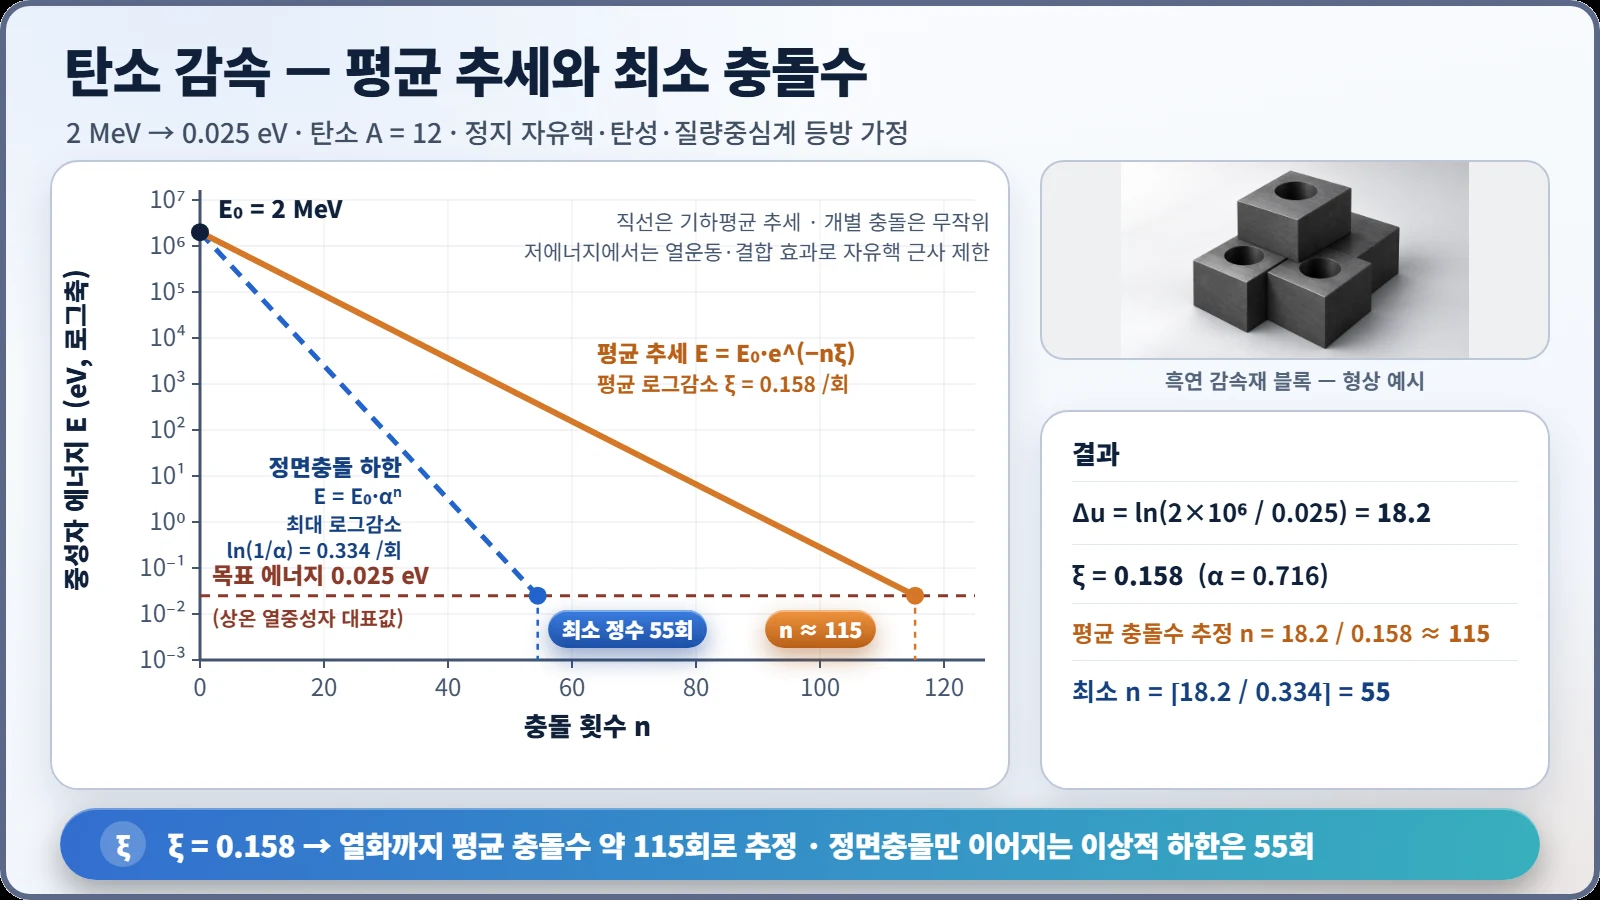 탄소 감속 — 평균 추세와 최소 충돌수
2 MeV → 0.025 eV · 탄소 A = 12 · 정지 자유핵·탄성·질량중심계 등방 가정
중성자 에너지 E (eV, 로그축)
10⁷
10⁶
10⁵
10⁴
10³
10²
10¹
10⁰
10⁻¹
10⁻²
10⁻³
E₀ = 2 MeV
직선은 기하평균 추세 · 개별 충돌은 무작위
저에너지에서는 열운동·결합 효과로 자유핵 근사 제한
평균 추세 E = E₀·e^(−nξ)
평균 로그감소 ξ = 0.158 /회
정면충돌 하한
E = E₀·αⁿ
최대 로그감소
ln(1/α) = 0.334 /회
목표 에너지 0.025 eV
(상온 열중성자 대표값)
최소 정수 55회
n ≈ 115
0 20 40 60 80 100 120
충돌 횟수 n
흑연 감속재 블록 — 형상 예시
결과
Δu = ln(2×10⁶ / 0.025) = 18.2
ξ = 0.158 (α = 0.716)
평균 충돌수 추정 n = 18.2 / 0.158 ≈ 115
최소 n = ⌈18.2 / 0.334⌉ = 55
ξ ξ = 0.158 → 열화까지 평균 충돌수 약 115회로 추정 · 정면충돌만 이어지는 이상적 하한은 55회